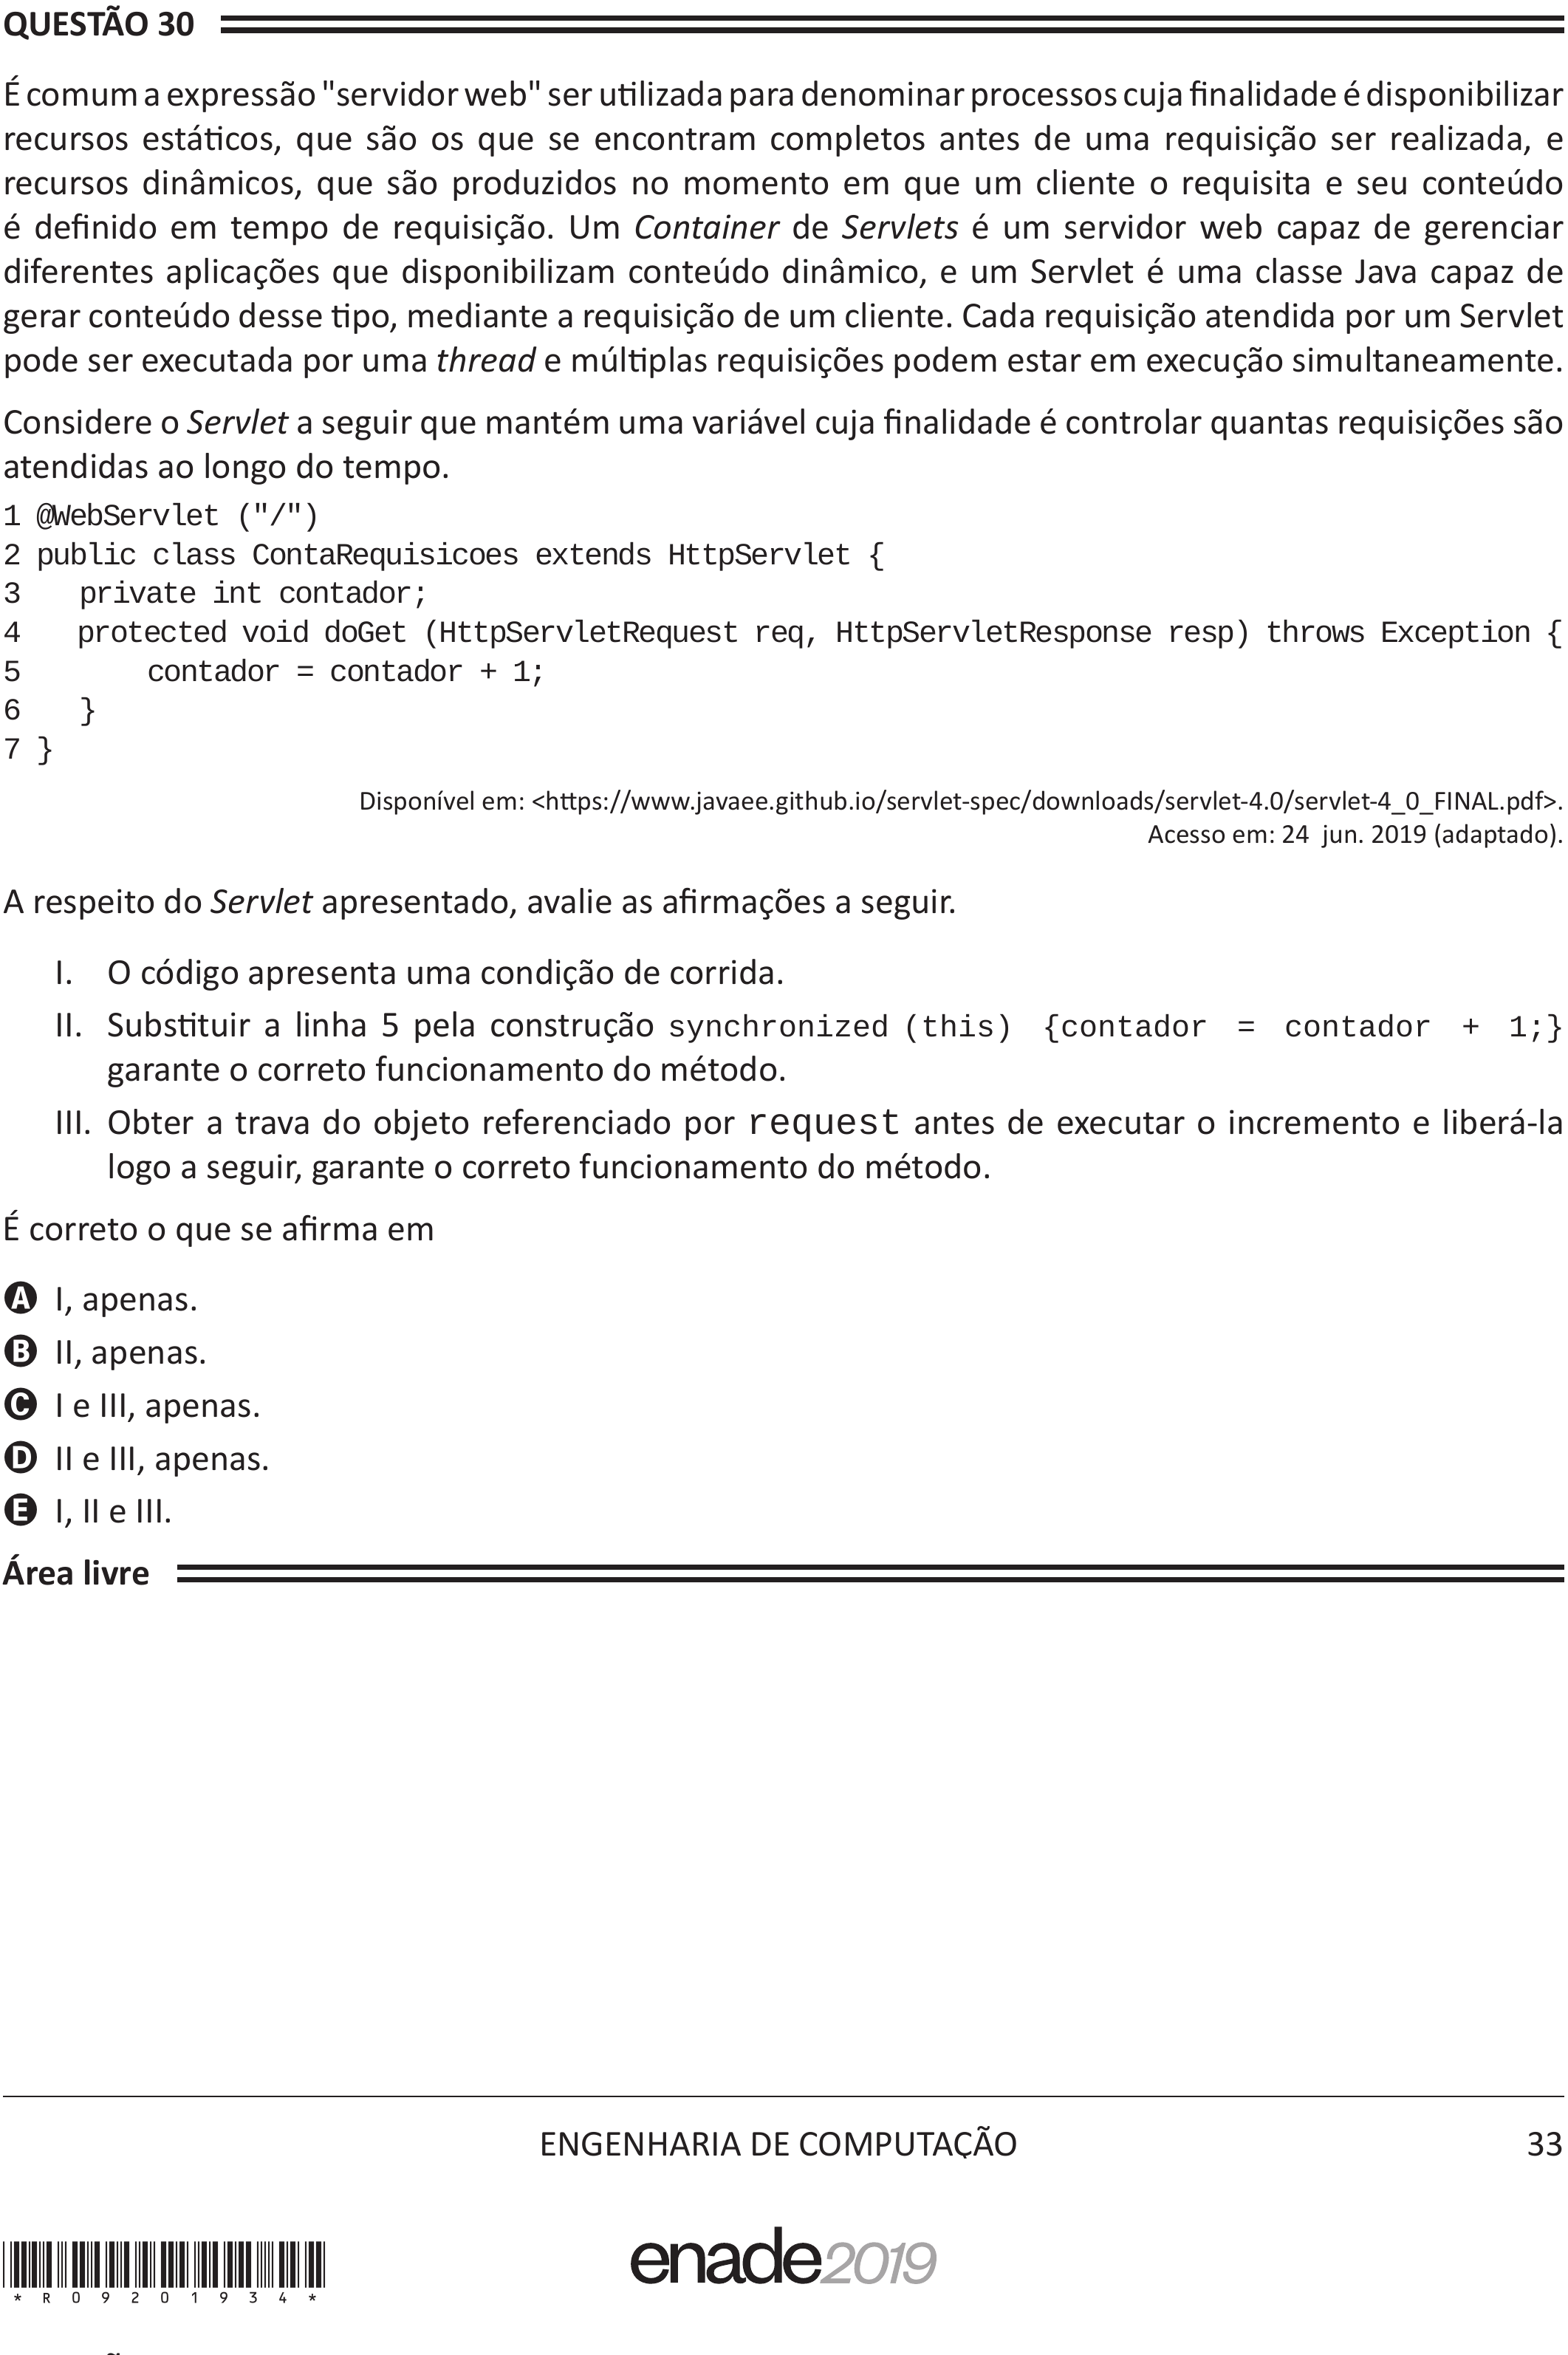 QUESTÃO 30
É comum a expressão "servidor web" ser utilizada para denominar processos cuja finalidade é disponibilizar
recursos estáticos, que são os que se encontram completos antes de uma requisição ser realizada, e
recursos dinâmicos, que são produzidos no momento em que um cliente o requisita e seu conteúdo
é definido em tempo de requisição. Um Container de Servlets é um servidor web capaz de gerenciar
diferentes aplicações que disponibilizam conteúdo dinâmico, e um Servlet é uma classe Java capaz de
gerar conteúdo desse tipo, mediante a requisição de um cliente. Cada requisição atendida por um Servlet
pode ser executada por uma thread e múltiplas requisições podem estar em execução simultaneamente.
Considere o Servlet a seguir que mantém uma variável cuja finalidade é controlar quantas requisições são
atendidas ao longo do tempo.
1 @WebServlet ("/")
2 public class ContaRequisicoes extends HttpServlet {
3 private int contador;
4 protected void doGet (HttpServletRequest req, HttpServletResponse resp) throws Exception {
5 contador = contador + 1;
6 }
7 }
Disponível em: <https://www.javaee.github.io/servlet-spec/downloads/servlet-4.0/servlet-4_0_FINAL.pdf>.
Acesso em: 24 jun. 2019 (adaptado).
A respeito do Servlet apresentado, avalie as afirmações a seguir.
I. O código apresenta uma condição de corrida.
II. Substituir a linha 5 pela construção synchronized (this) {contador = contador + 1;}
garante o correto funcionamento do método.
III. Obter a trava do objeto referenciado por request antes de executar o incremento e liberá-la
logo a seguir, garante o correto funcionamento do método.
É correto o que se afirma em
A I, apenas.
B II, apenas.
C I e III, apenas.
D II e III, apenas.
E I, II e III.
Área livre
ENGENHARIA DE COMPUTAÇÃO 33
*R0920193​4*
enade2019